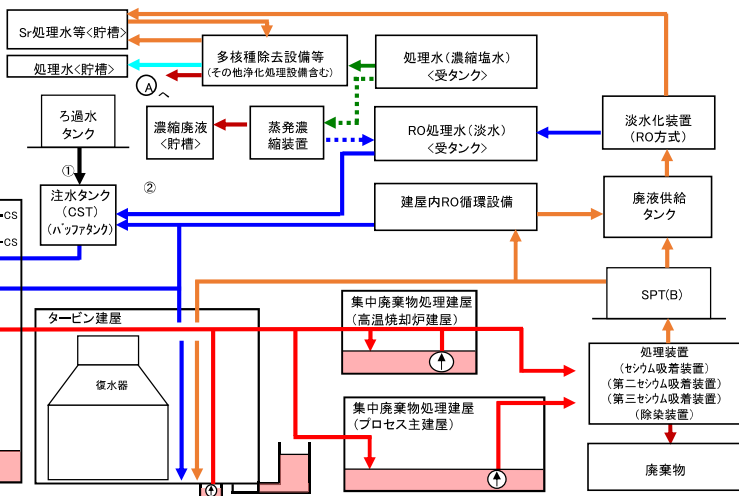 Sr処理水等<貯槽>
処理水<貯槽>
多核種除去設備等
(その他浄化処理設備含む)
Aへ
処理水(濃縮塩水)
<受タンク>
ろ過水
タンク
濃縮廃液
<貯槽>
蒸発濃
縮装置
RO処理水(淡水)
<受タンク>
淡水化装置
(RO方式)
①
②
注水タンク
(CST)
(バッファタンク)
建屋内RO循環設備
廃液供給
タンク
CS
CS
SPT(B)
タービン建屋
復水器
集中廃棄物処理建屋
(高温焼却炉建屋)
集中廃棄物処理建屋
(プロセス主建屋)
処理装置
(セシウム吸着装置)
(第二セシウム吸着装置)
(第三セシウム吸着装置)
(除染装置)
廃棄物